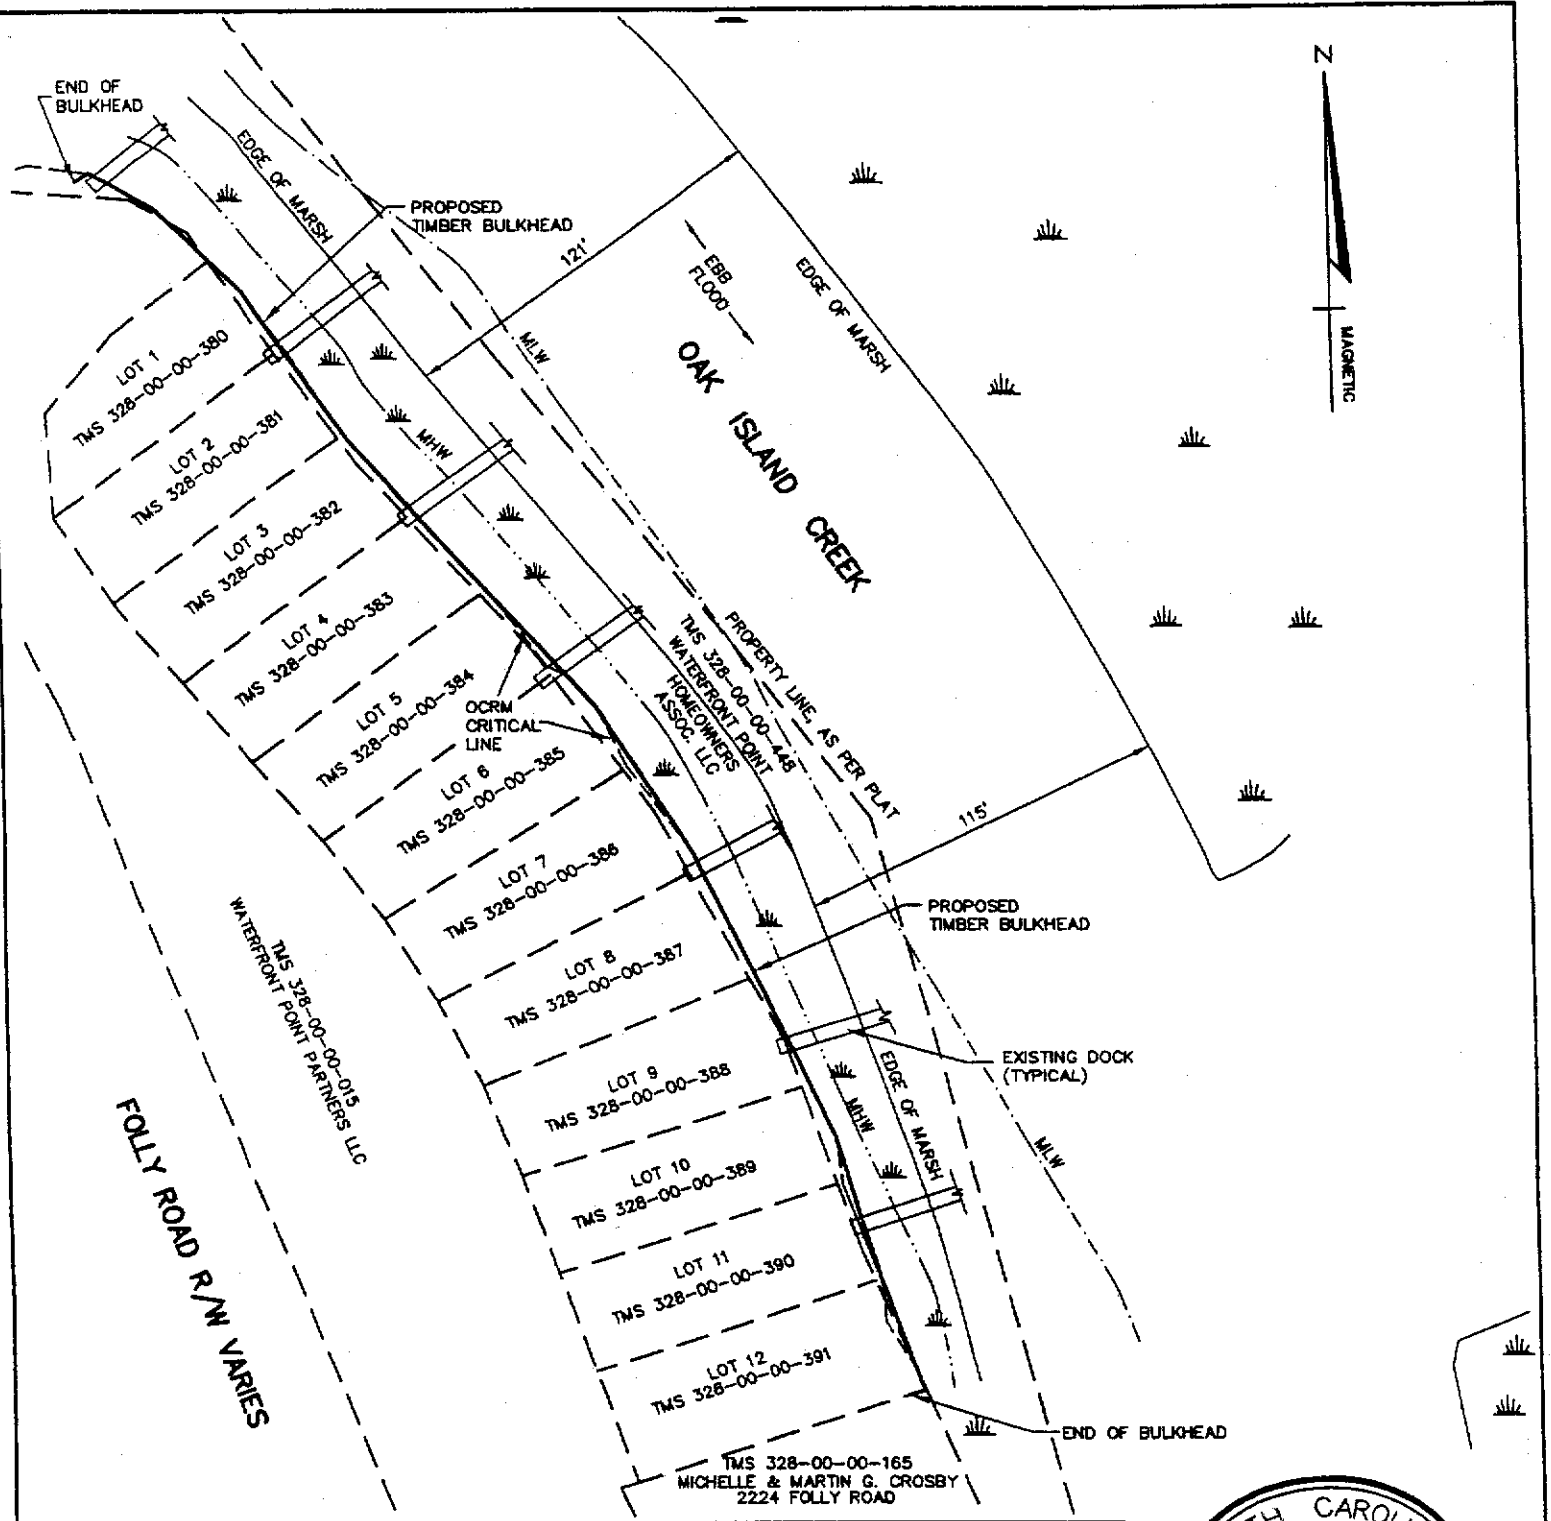 END OF
BULKHEAD
EDGE OF MARSH
PROPOSED
TIMBER BULKHEAD
121'
EBB
FLOOD
EDGE OF MARSH
N
MAGNETIC
MLW
OAK ISLAND CREEK
LOT 1
TMS 328-00-00-380
LOT 2
TMS 328-00-00-381
MHW
LOT 3
TMS 328-00-00-382
LOT 4
TMS 328-00-00-383
LOT 5
TMS 328-00-00-384
OCRM
CRITICAL
LINE
TMS 328-00-00-448
WATERFRONT POINT
HOMEOWNERS
ASSOC. LLC
PROPERTY LINE, AS PER PLAT
LOT 6
TMS 328-00-00-385
115'
LOT 7
TMS 328-00-00-386
PROPOSED
TIMBER BULKHEAD
LOT 8
TMS 328-00-00-387
TMS 328-00-00-015
WATERFRONT POINT PARTNERS LLC
EXISTING DOCK
(TYPICAL)
LOT 9
TMS 328-00-00-388
EDGE OF MARSH
MHW
MLW
FOLLY ROAD R/W VARIES
LOT 10
TMS 328-00-00-389
LOT 11
TMS 328-00-00-390
LOT 12
TMS 328-00-00-391
END OF BULKHEAD
TMS 328-00-00-165
MICHELLE & MARTIN G. CROSBY
2224 FOLLY ROAD
TH CAROL